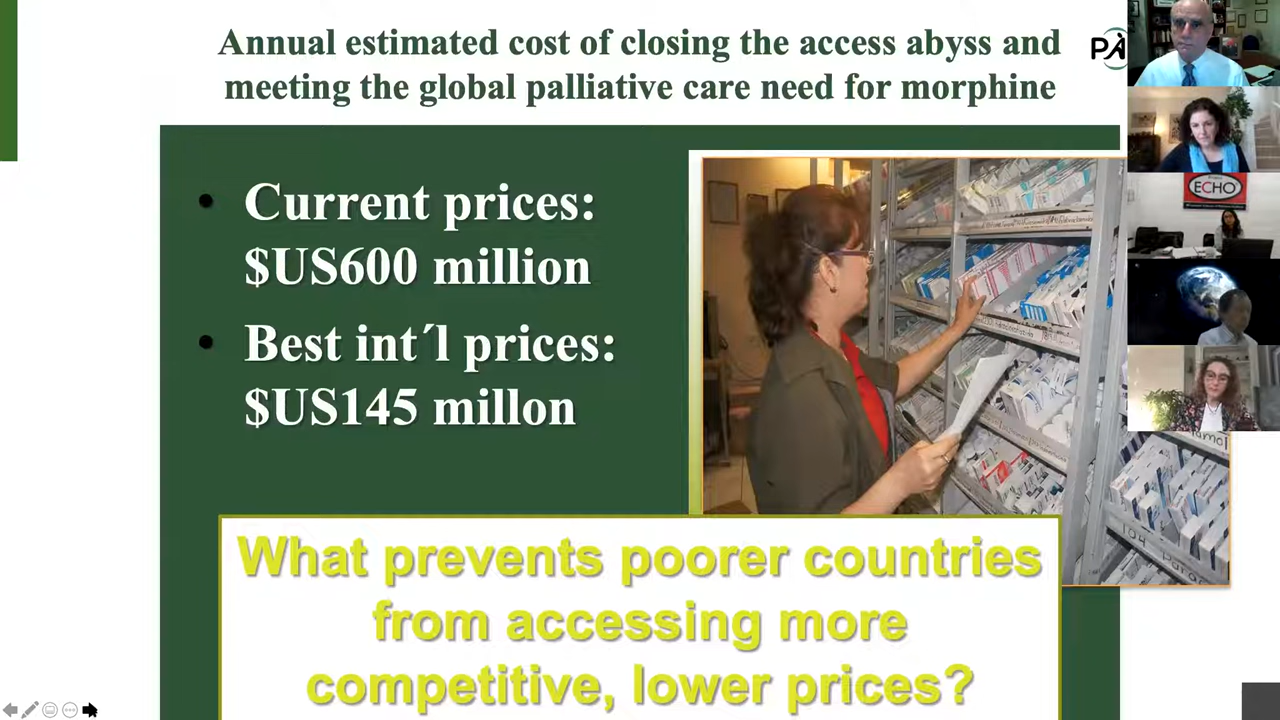 Annual estimated cost of closing the access abyss and
meeting the global palliative care need for morphine
PA
ECHO
• Current prices:
$US600 million
• Best int´l prices:
$US145 millon
What prevents poorer countries
from accessing more
competitive, lower prices?